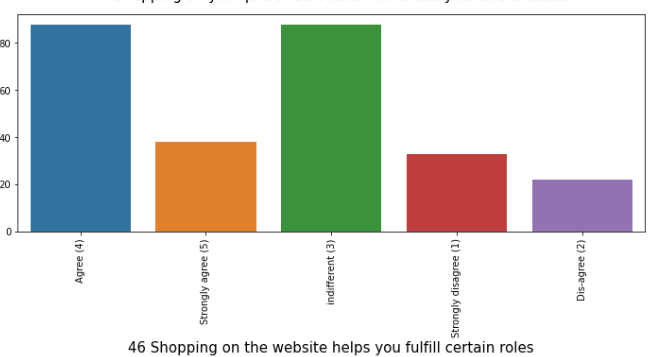 80
60
40
20
0
Agree (4)
Strongly agree (5)
indifferent (3)
Strongly disagree (1)
Dis-agree (2)
46 Shopping on the website helps you fulfill certain roles